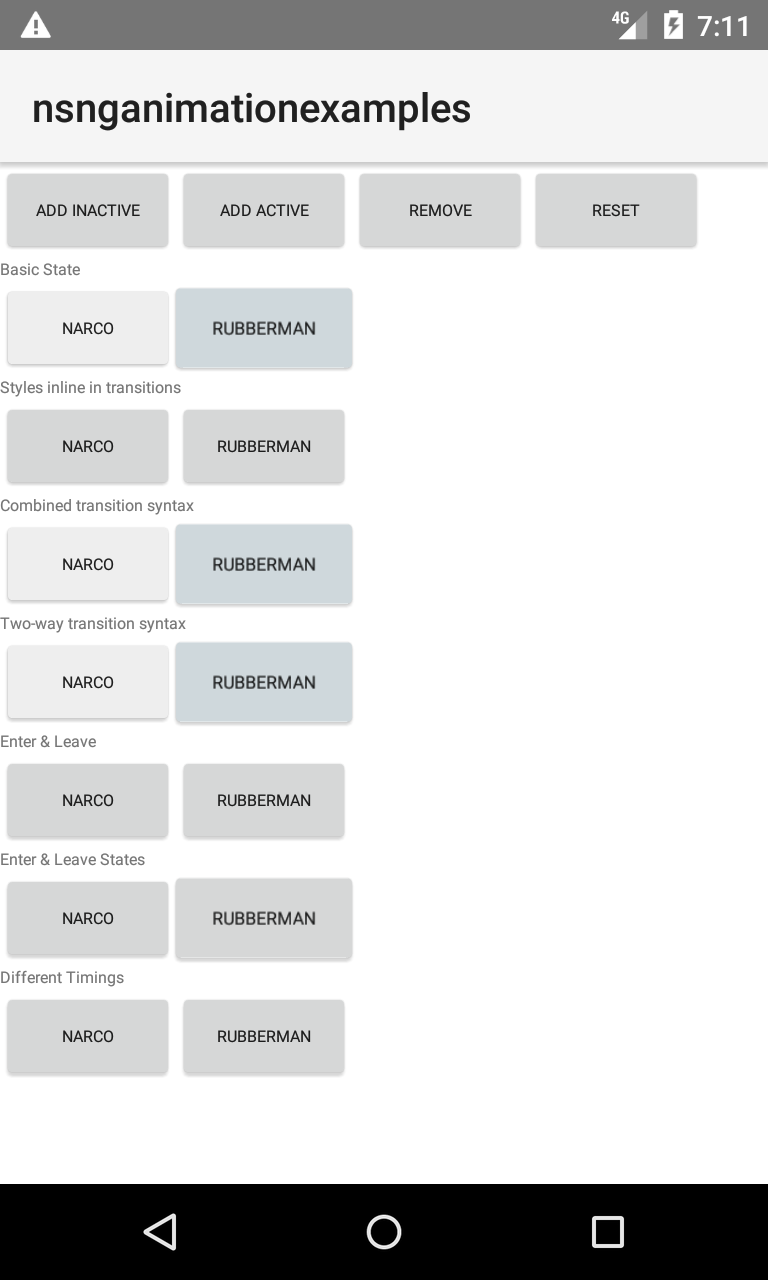 4G 7:11
nsnganimationexamples
ADD INACTIVE ADD ACTIVE REMOVE RESET
Basic State
NARCO RUBBERMAN
Styles inline in transitions
NARCO RUBBERMAN
Combined transition syntax
NARCO RUBBERMAN
Two-way transition syntax
NARCO RUBBERMAN
Enter & Leave
NARCO RUBBERMAN
Enter & Leave States
NARCO RUBBERMAN
Different Timings
NARCO RUBBERMAN